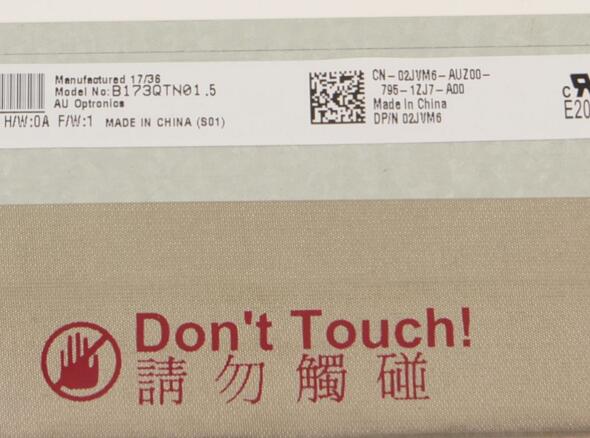 Manufactured 17/36
Model No:B173QTN01.5
AU Optronics
H/W:0A F/W:1 MADE IN CHINA (S01)
CN-02JVM6-AUZ00-
795-1ZJ7-A00
Made in China
DP/N 02JVM6
c
E20
Don't Touch!
請勿觸碰